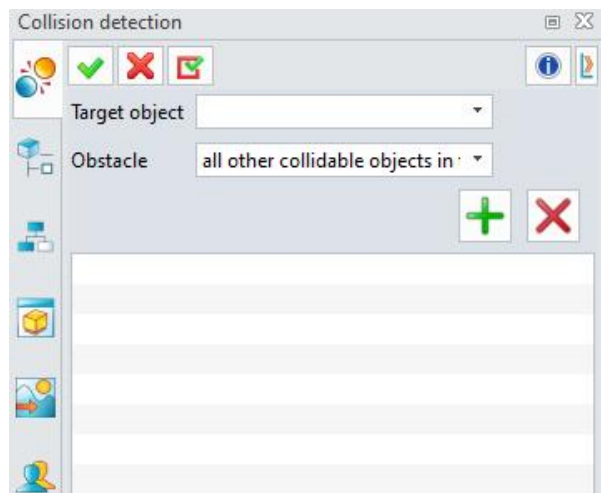 Collision detection
Target object
Obstacle all other collidable objects in